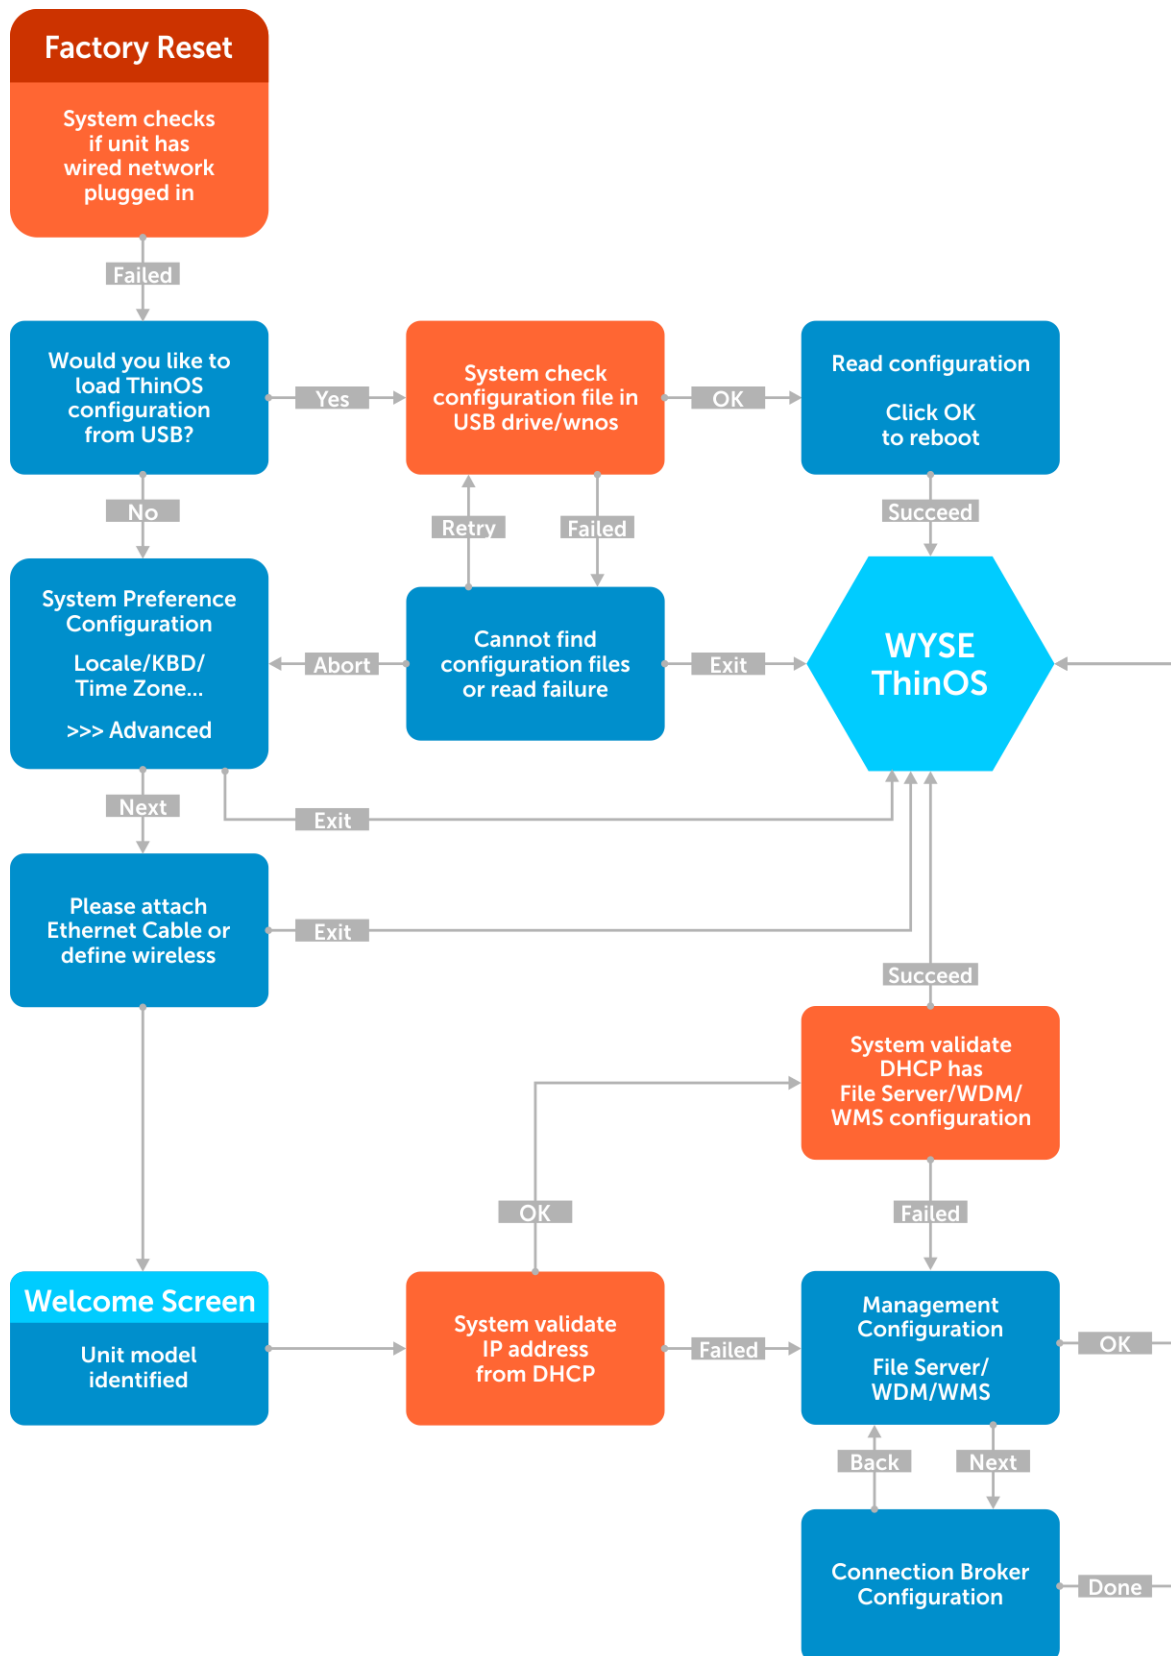 Factory Reset
System checks
if unit has
wired network
plugged in
Failed
Would you like to
load ThinOS
configuration
from USB?
Yes
System check
configuration file in
USB drive/wnos
OK
Read configuration
Click OK
to reboot
No
Retry
Failed
Succeed
System Preference
Configuration
Locale/KBD/
Time Zone...
>>> Advanced
Abort
Cannot find
configuration files
or read failure
Exit
WYSE
ThinOS
Next
Exit
Please attach
Ethernet Cable or
define wireless
Exit
Succeed
System validate
DHCP has
File Server/WDM/
WMS configuration
OK
Failed
Welcome Screen
Unit model
identified
System validate
IP address
from DHCP
Failed
Management
Configuration
File Server/
WDM/WMS
OK
Back
Next
Connection Broker
Configuration
Done